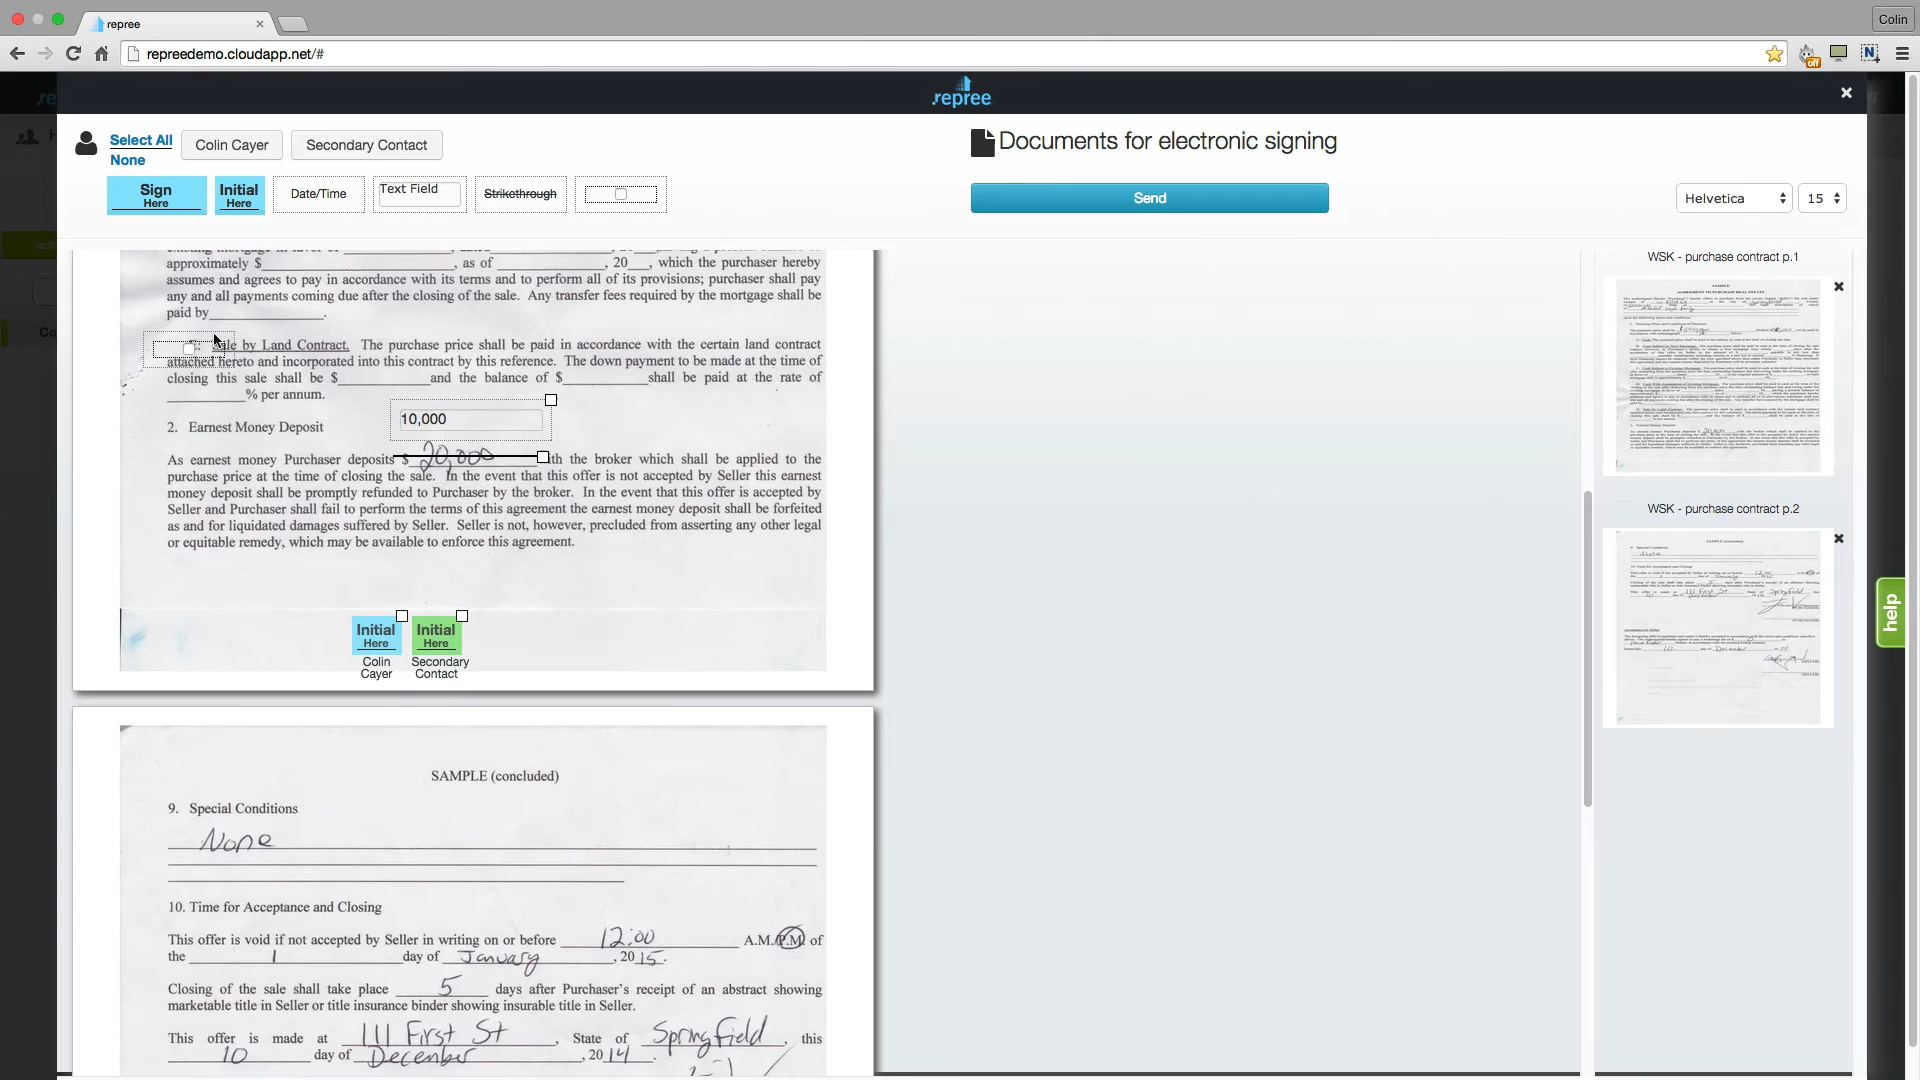 repree
Colin
repreedemo.cloudapp.net/#
.repree
Select All
None
Colin Cayer
Secondary Contact
Documents for electronic signing
Sign
Here
Initial
Here
Date/Time
Text Field
Strikethrough
Send
Helvetica
15
approximately $ , as of , 20 , which the purchaser hereby
assumes and agrees to pay in accordance with its terms and to perform all of its provisions; purchaser shall pay
any and all payments coming due after the closing of the sale. Any transfer fees required by the mortgage shall be
paid by .
Sale by Land Contract. The purchase price shall be paid in accordance with the certain land contract
attached hereto and incorporated into this contract by this reference. The down payment to be made at the time of
closing this sale shall be $ and the balance of $ shall be paid at the rate of
% per annum.
10,000
2. Earnest Money Deposit
As earnest money Purchaser deposits $ 20,000 with the broker which shall be applied to the
purchase price at the time of closing the sale. In the event that this offer is not accepted by Seller this earnest
money deposit shall be promptly refunded to Purchaser by the broker. In the event that this offer is accepted by
Seller and Purchaser shall fail to perform the terms of this agreement the earnest money deposit shall be forfeited
as and for liquidated damages suffered by Seller. Seller is not, however, precluded from asserting any other legal
or equitable remedy, which may be available to enforce this agreement.
Initial
Here
Colin
Cayer
Initial
Here
Secondary
Contact
SAMPLE (concluded)
9. Special Conditions
None
10. Time for Acceptance and Closing
This offer is void if not accepted by Seller in writing on or before 12:00 A.M./P.M. of
the 1 day of January , 2015.
Closing of the sale shall take place 5 days after Purchaser's receipt of an abstract showing
marketable title in Seller or title insurance binder showing insurable title in Seller.
This offer is made at 111 First St , State of Springfield , this
10 day of December , 2014.
WSK - purchase contract p.1
WSK - purchase contract p.2
help